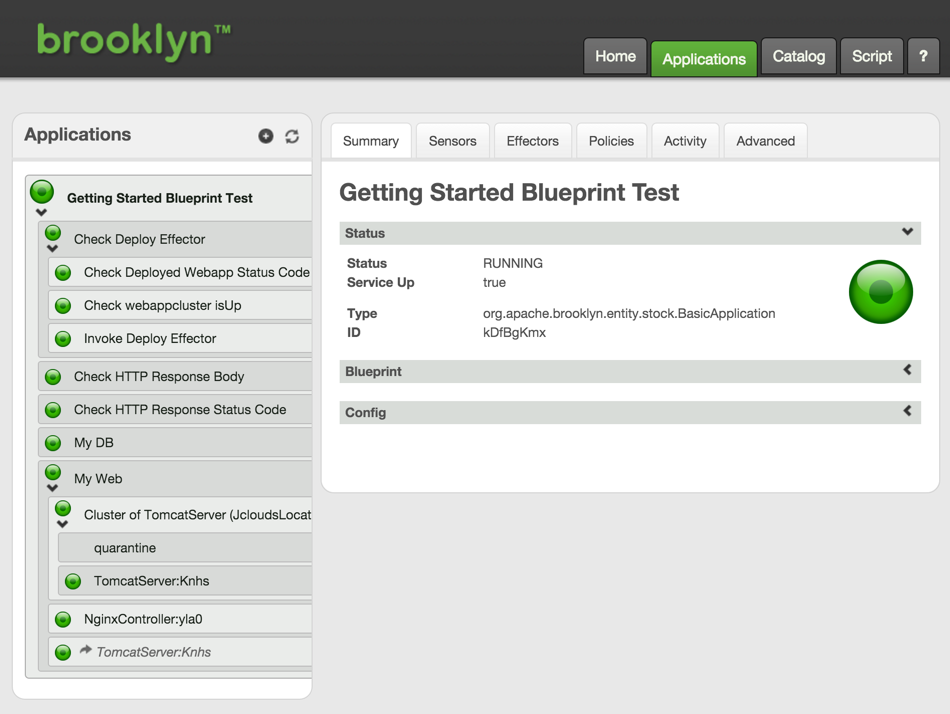 brooklyn™
Home
Applications
Catalog
Script
?
Applications
Getting Started Blueprint Test
Check Deploy Effector
Check Deployed Webapp Status Code
Check webappcluster isUp
Invoke Deploy Effector
Check HTTP Response Body
Check HTTP Response Status Code
My DB
My Web
Cluster of TomcatServer (JcloudsLocat
quarantine
TomcatServer:Knhs
NginxController:yla0
TomcatServer:Knhs
Summary
Sensors
Effectors
Policies
Activity
Advanced
Getting Started Blueprint Test
Status
Status RUNNING
Service Up true
Type org.apache.brooklyn.entity.stock.BasicApplication
ID kDfBgKmx
Blueprint
Config